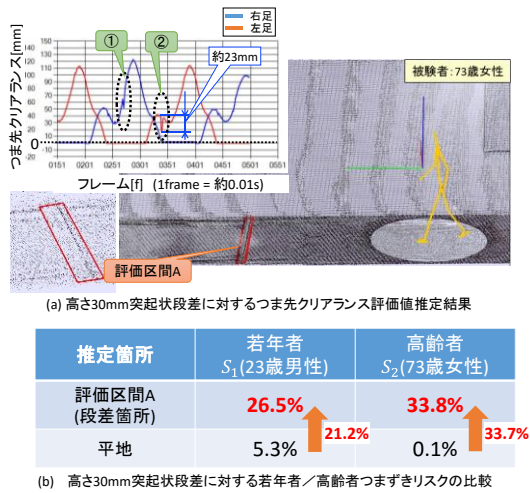 右足
左足
つま先クリアランス[mm]
150
140
130
120
110
100
90
80
70
60
50
40
30
20
10
0
-10
-20
①
②
約23mm
0151 0201 0251 0301 0351 0401 0451 0501 0551
フレーム[f] (1frame = 約0.01s)
被験者:73歳女性
評価区間A
(a) 高さ30mm突起状段差に対するつま先クリアランス評価値推定結果
推定箇所 若年者 高齢者
S₁(23歳男性) S₂(73歳女性)
評価区間A 26.5% 33.8%
(段差箇所)
21.2% 33.7%
平地 5.3% 0.1%
(b) 高さ30mm突起状段差に対する若年者/高齢者つまずきリスクの比較